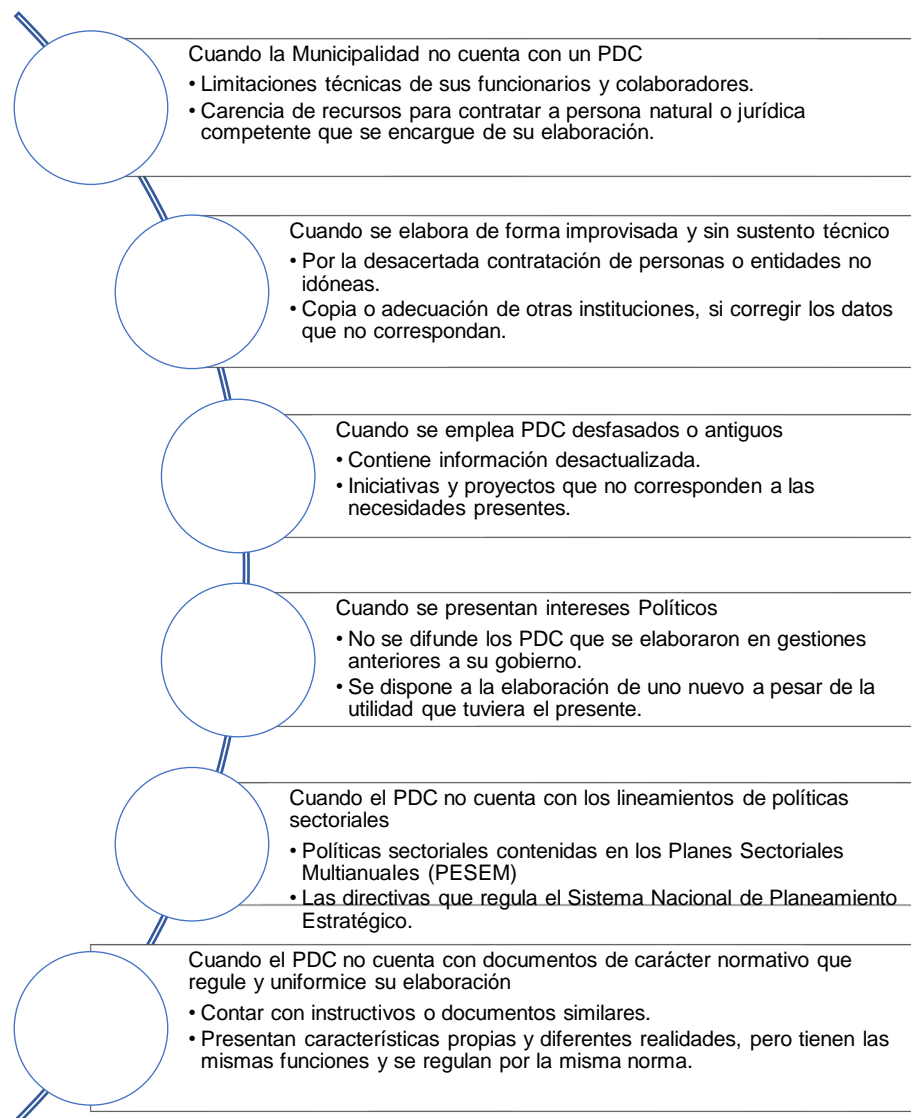 Cuando la Municipalidad no cuenta con un PDC
• Limitaciones técnicas de sus funcionarios y colaboradores.
• Carencia de recursos para contratar a persona natural o jurídica
competente que se encargue de su elaboración.
Cuando se elabora de forma improvisada y sin sustento técnico
• Por la desacertada contratación de personas o entidades no
idóneas.
• Copia o adecuación de otras instituciones, si corregir los datos
que no correspondan.
Cuando se emplea PDC desfasados o antiguos
• Contiene información desactualizada.
• Iniciativas y proyectos que no corresponden a las
necesidades presentes.
Cuando se presentan intereses Políticos
• No se difunde los PDC que se elaboraron en gestiones
anteriores a su gobierno.
• Se dispone a la elaboración de uno nuevo a pesar de la
utilidad que tuviera el presente.
Cuando el PDC no cuenta con los lineamientos de políticas
sectoriales
• Políticas sectoriales contenidas en los Planes Sectoriales
Multianuales (PESEM)
• Las directivas que regula el Sistema Nacional de Planeamiento
Estratégico.
Cuando el PDC no cuenta con documentos de carácter normativo que
regule y uniformice su elaboración
• Contar con instructivos o documentos similares.
• Presentan características propias y diferentes realidades, pero tienen las
mismas funciones y se regulan por la misma norma.